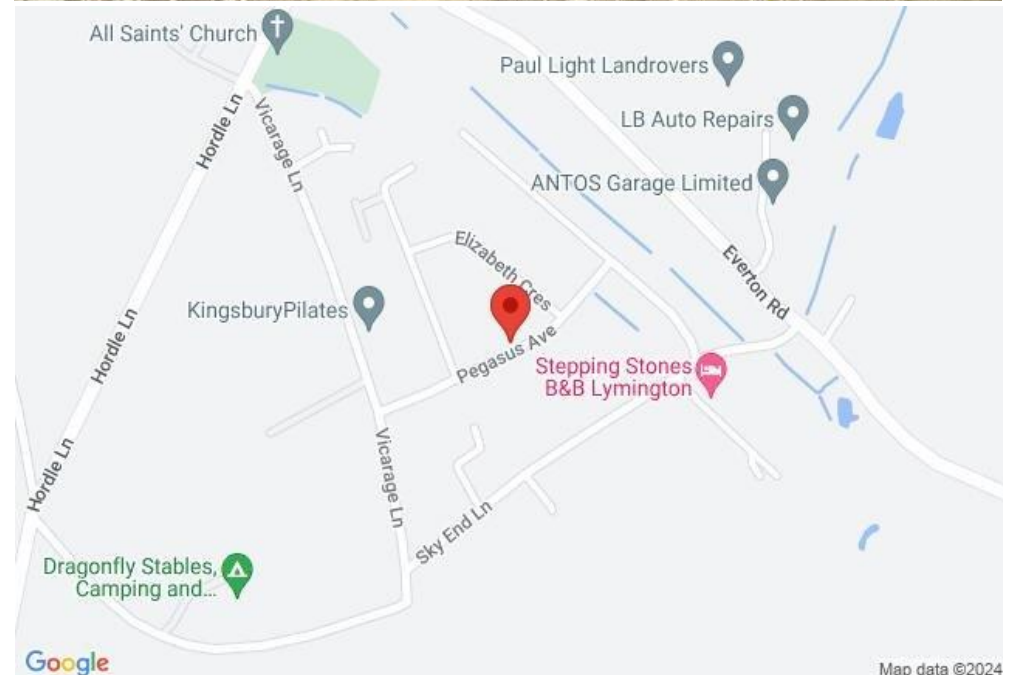 All Saints' Church
Paul Light Landrovers
LB Auto Repairs
Hordle Ln
Vicarage Ln
ANTOS Garage Limited
Elizabeth Cres
Everton Rd
KingsburyPilates
Hordle Ln
Pegasus Ave
Stepping Stones
B&B Lymington
Vicarage Ln
Hordle Ln
Sky End Ln
Dragonfly Stables,
Camping and...
Google
Map data ©2024